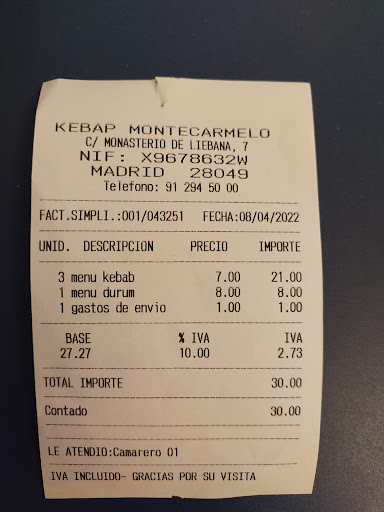 KEBAP MONTECARMELO
C/ MONASTERIO DE LIEBANA, 7
NIF: X9678632W
MADRID 28049
Telefono: 91 294 50 00
FACT.SIMPLI.:001/043251 FECHA:08/04/2022
UNID. DESCRIPCION PRECIO IMPORTE
3 menu kebab 7.00 21.00
1 menu durum 8.00 8.00
1 gastos de envio 1.00 1.00
BASE % IVA IVA
27.27 10.00 2.73
TOTAL IMPORTE 30.00
Contado 30.00
LE ATENDIO:Camarero 01
IVA INCLUIDO- GRACIAS POR SU VISITA